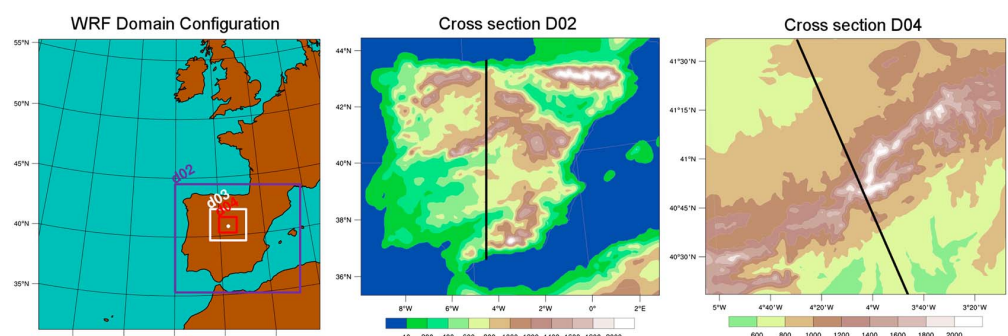 WRF Domain Configuration
Cross section D02
Cross section D04
55°N
50°N
45°N
40°N
35°N
d02
d03
44°N
42°N
40°N
38°N
36°N
8°W 6°W 4°W 2°W 0° 2°E
41°30'N
41°15'N
41°N
40°45'N
40°30'N
5°W 4°40'W 4°20'W 4°W 3°40'W 3°20'W
600 800 1000 1200 1400 1600 1800 2000